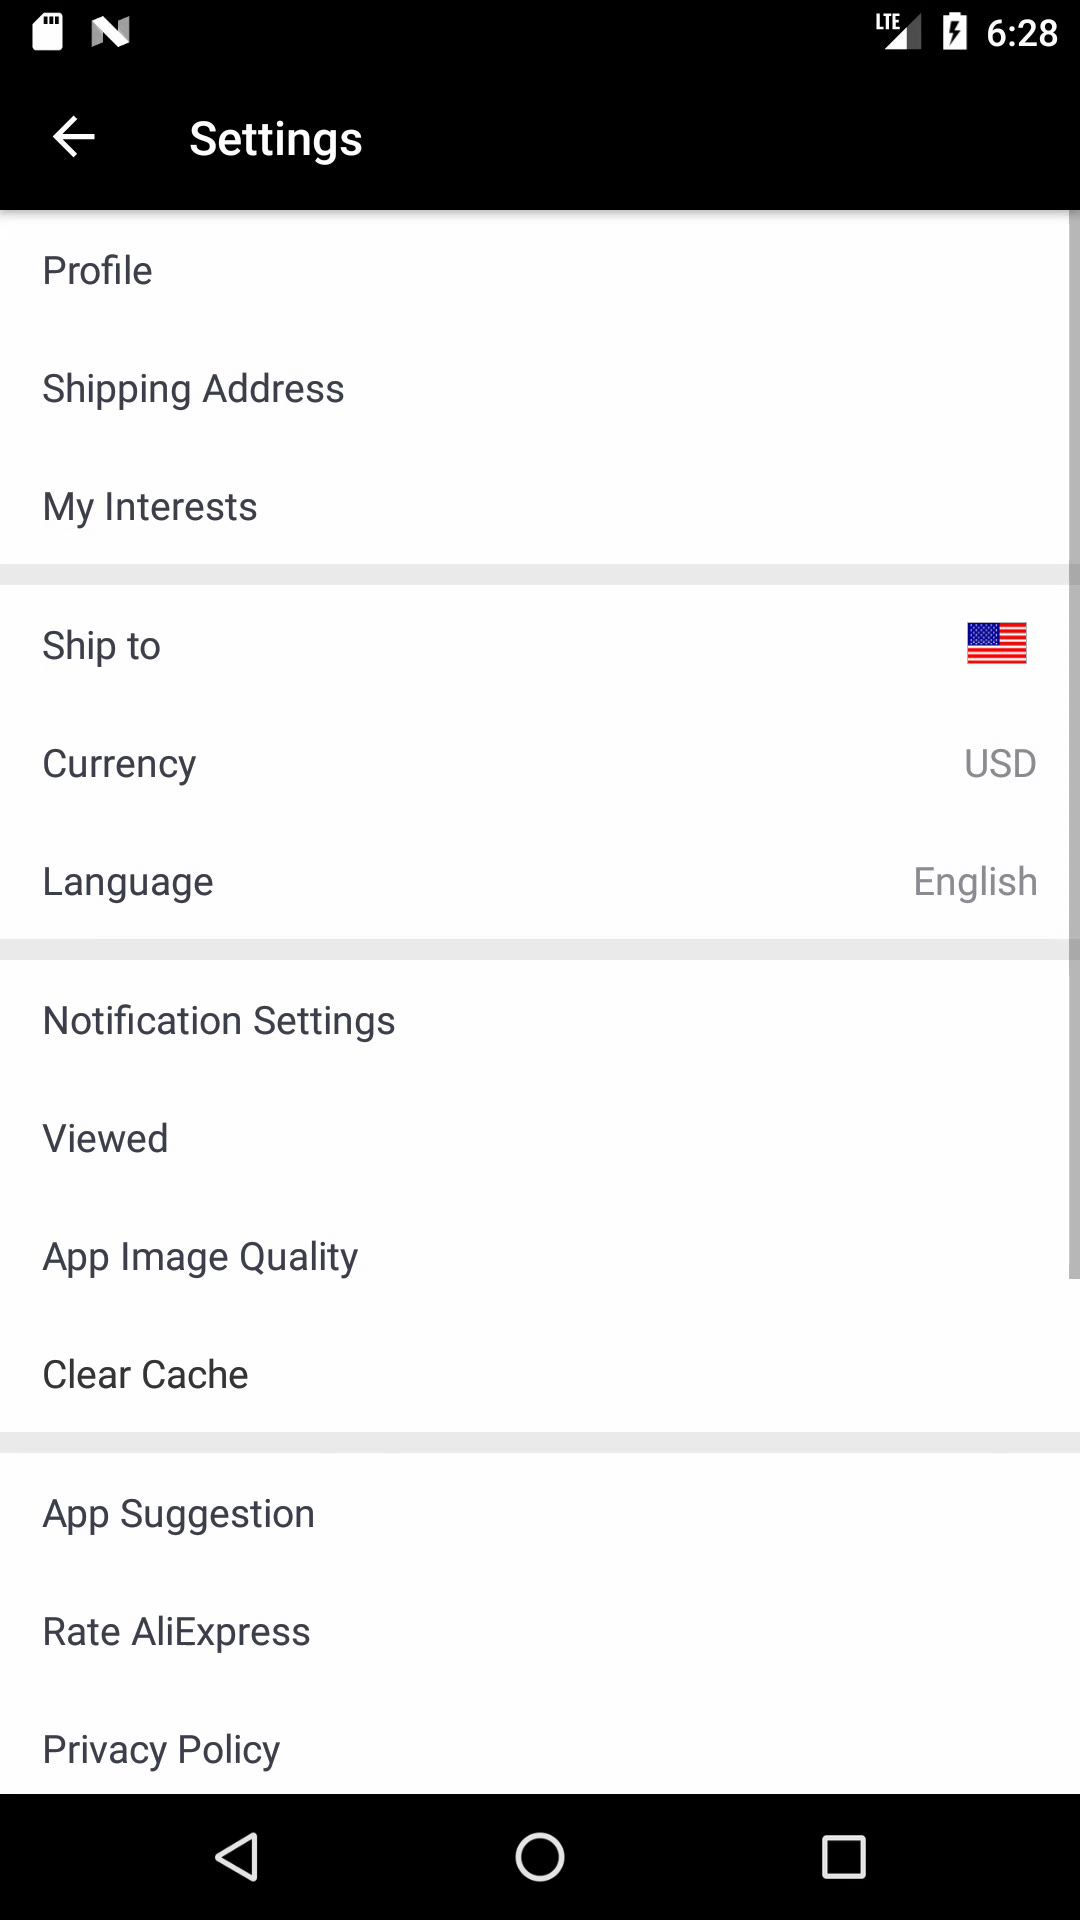 LTE 6:28
Settings
Profile
Shipping Address
My Interests
Ship to
Currency USD
Language English
Notification Settings
Viewed
App Image Quality
Clear Cache
App Suggestion
Rate AliExpress
Privacy Policy